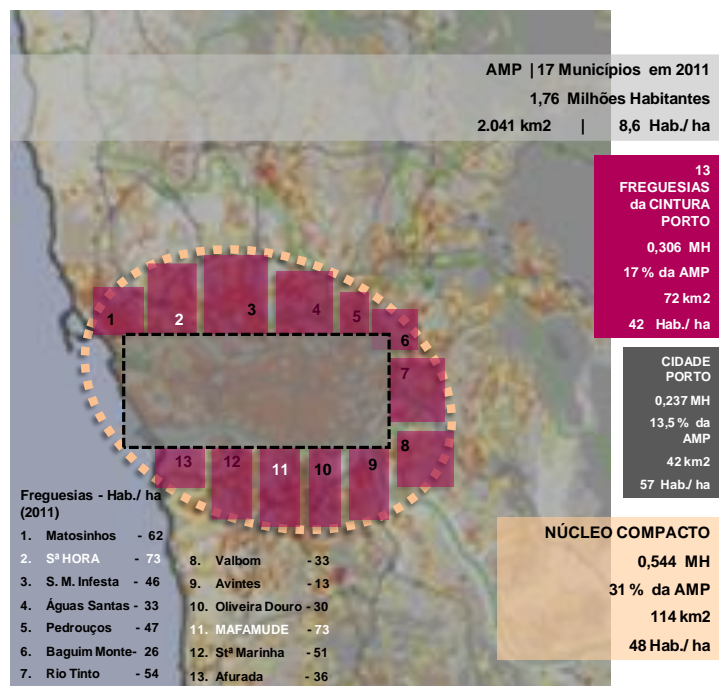 AMP | 17 Municípios em 2011
1,76 Milhões Habitantes
2.041 km2 | 8,6 Hab./ ha
13
FREGUESIAS
da CINTURA
PORTO
0,306 MH
17 % da AMP
72 km2
42 Hab./ ha
CIDADE
PORTO
0,237 MH
13,5 % da
AMP
42 km2
57 Hab./ ha
NÚCLEO COMPACTO
0,544 MH
31 % da AMP
114 km2
48 Hab./ ha
1
2
3
4
5
6
7
8
9
10
11
12
13
Freguesias - Hab./ ha
(2011)
1. Matosinhos - 62
2. Sª HORA - 73
3. S. M. Infesta - 46
4. Águas Santas - 33
5. Pedrouços - 47
6. Baguim Monte- 26
7. Rio Tinto - 54
8. Valbom - 33
9. Avintes - 13
10. Oliveira Douro - 30
11. MAFAMUDE - 73
12. Stª Marinha - 51
13. Afurada - 36